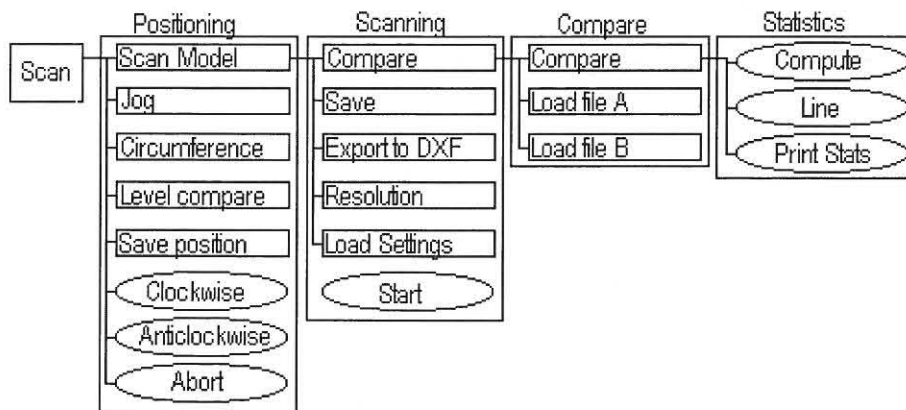 Positioning
Scanning
Compare
Statistics
Scan
Scan Model
Jog
Circumference
Level compare
Save position
Clockwise
Anticlockwise
Abort
Compare
Save
Export to DXF
Resolution
Load Settings
Start
Compare
Load file A
Load file B
Compute
Line
Print Stats